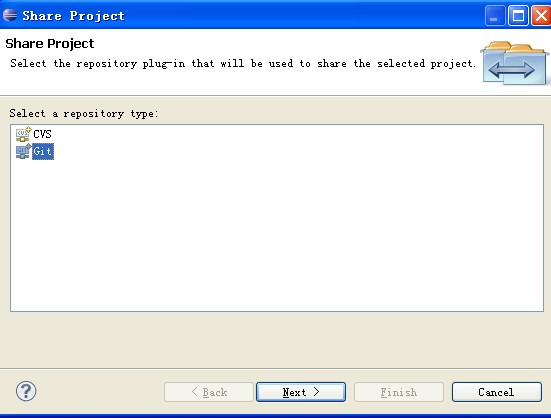 Share Project
Share Project
Select the repository plug-in that will be used to share the selected project.
Select a repository type:
CVS
Git
?
< Back
Next >
Finish
Cancel